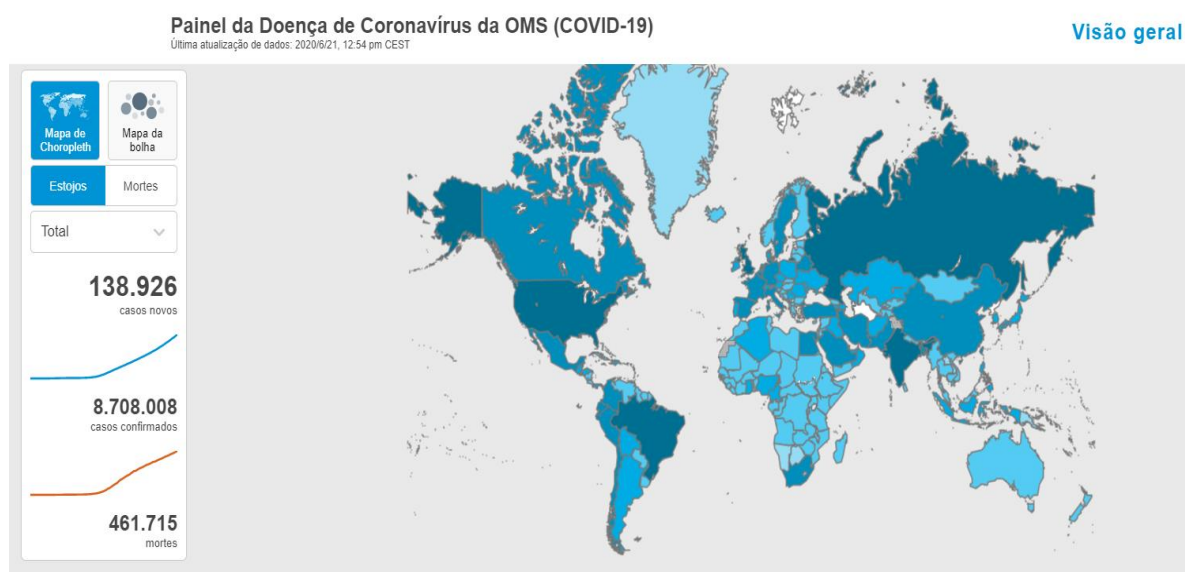 Painel da Doença de Coronavírus da OMS (COVID-19)
Última atualização de dados: 2020/6/21, 12:54 pm CEST
Visão geral
Mapa de
Choropleth
Mapa da
bolha
Estojos
Mortes
Total
138.926
casos novos
8.708.008
casos confirmados
461.715
mortes